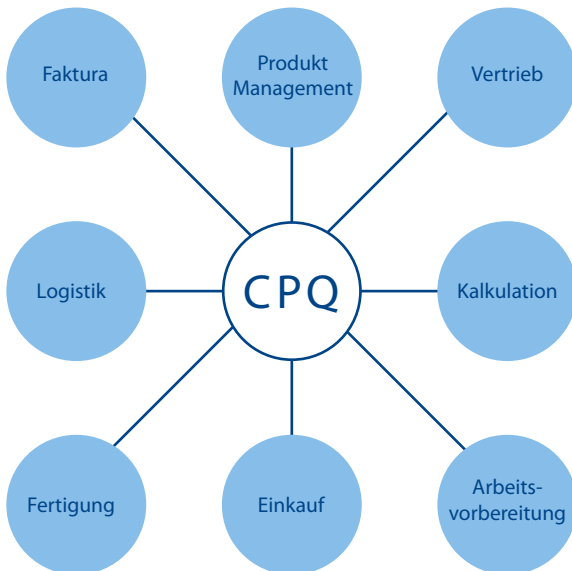 Faktura
Produkt
Management
Vertrieb
Logistik
CPQ
Kalkulation
Fertigung
Einkauf
Arbeits-
vorbereitung